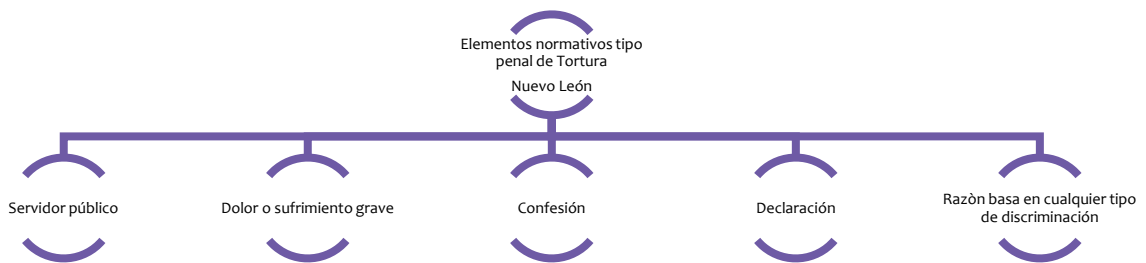 Elementos normativos tipo
penal de Tortura
Nuevo León
Servidor público
Dolor o sufrimiento grave
Confesión
Declaración
Razòn basa en cualquier tipo
de discriminación